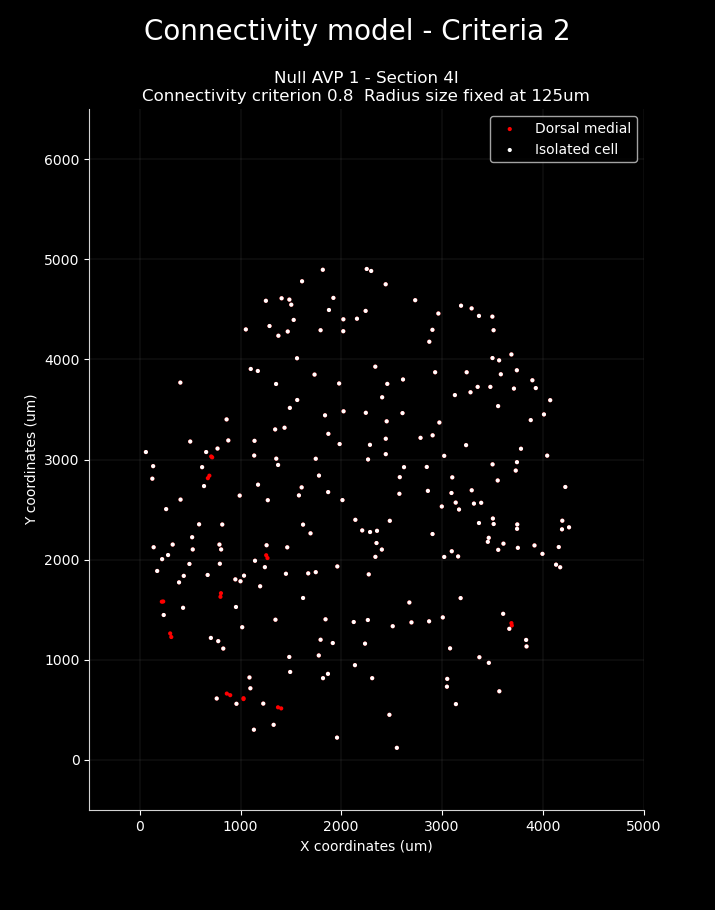 Connectivity model - Criteria 2
Null AVP 1 - Section 4I
Connectivity criterion 0.8  Radius size fixed at 125um
Dorsal medial
Isolated cell
6000
5000
4000
3000
2000
1000
0
Y coordinates (um)
0 1000 2000 3000 4000 5000
X coordinates (um)